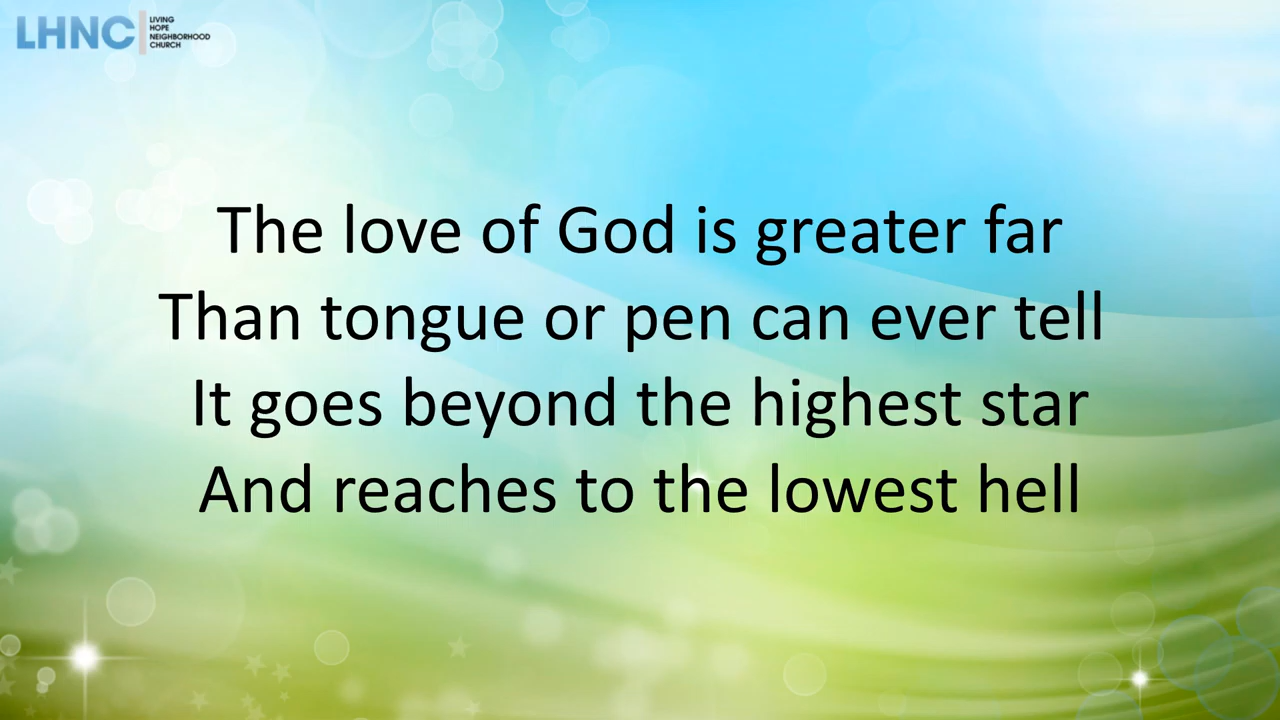 LHNC
LIVING
HOPE
NEIGHBORHOOD
CHURCH
The love of God is greater far
Than tongue or pen can ever tell
It goes beyond the highest star
And reaches to the lowest hell